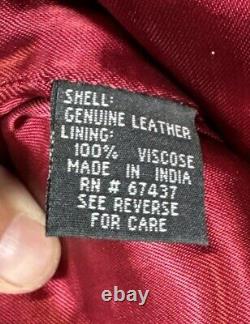 SHELL:
GENUINE LEATHER
LINING:
100% VISCOSE
MADE IN INDIA
RN # 67437
SEE REVERSE
FOR CARE